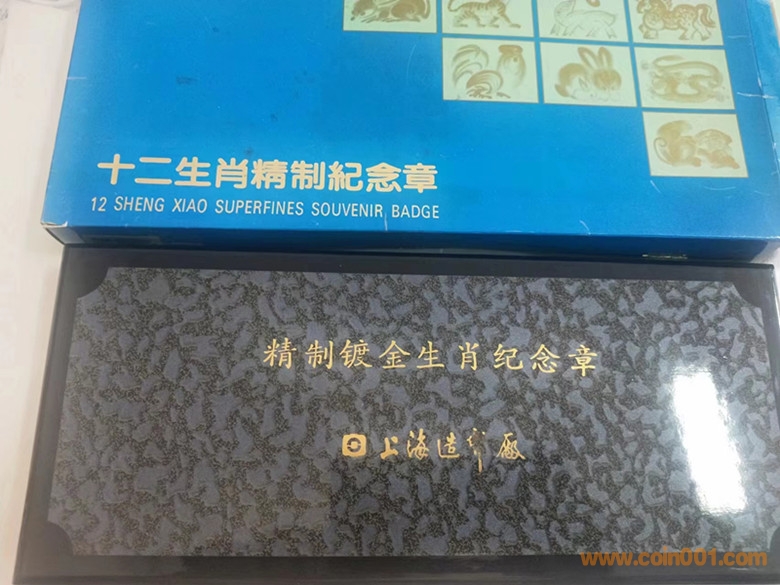 十二生肖精制紀念章
12 SHENG XIAO SUPERFINES SOUVENIR BADGE
精制镀金生肖纪念章
上海造幣廠
www.coin001.com